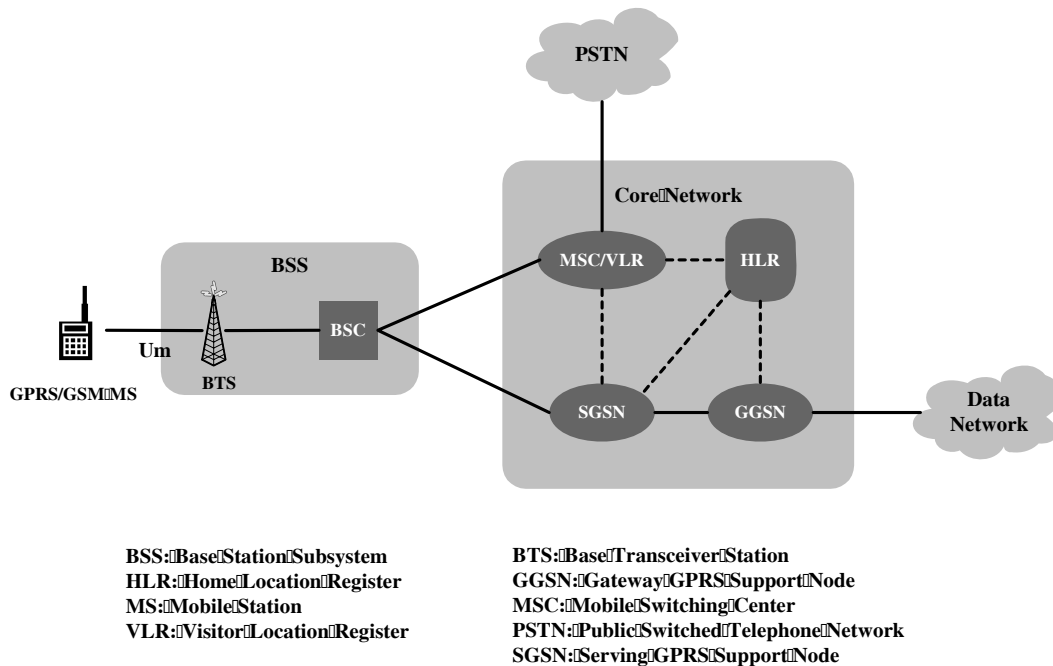 PSTN
Core Network
MSC/VLR
HLR
BSS
BSC
Um
BTS
GPRS/GSM MS
SGSN
GGSN
Data
Network
BSS: Base Station Subsystem
HLR: Home Location Register
MS: Mobile Station
VLR: Visitor Location Register
BTS: Base Transceiver Station
GGSN: Gateway GPRS Support Node
MSC: Mobile Switching Center
PSTN: Public Switched Telephone Network
SGSN: Serving GPRS Support Node